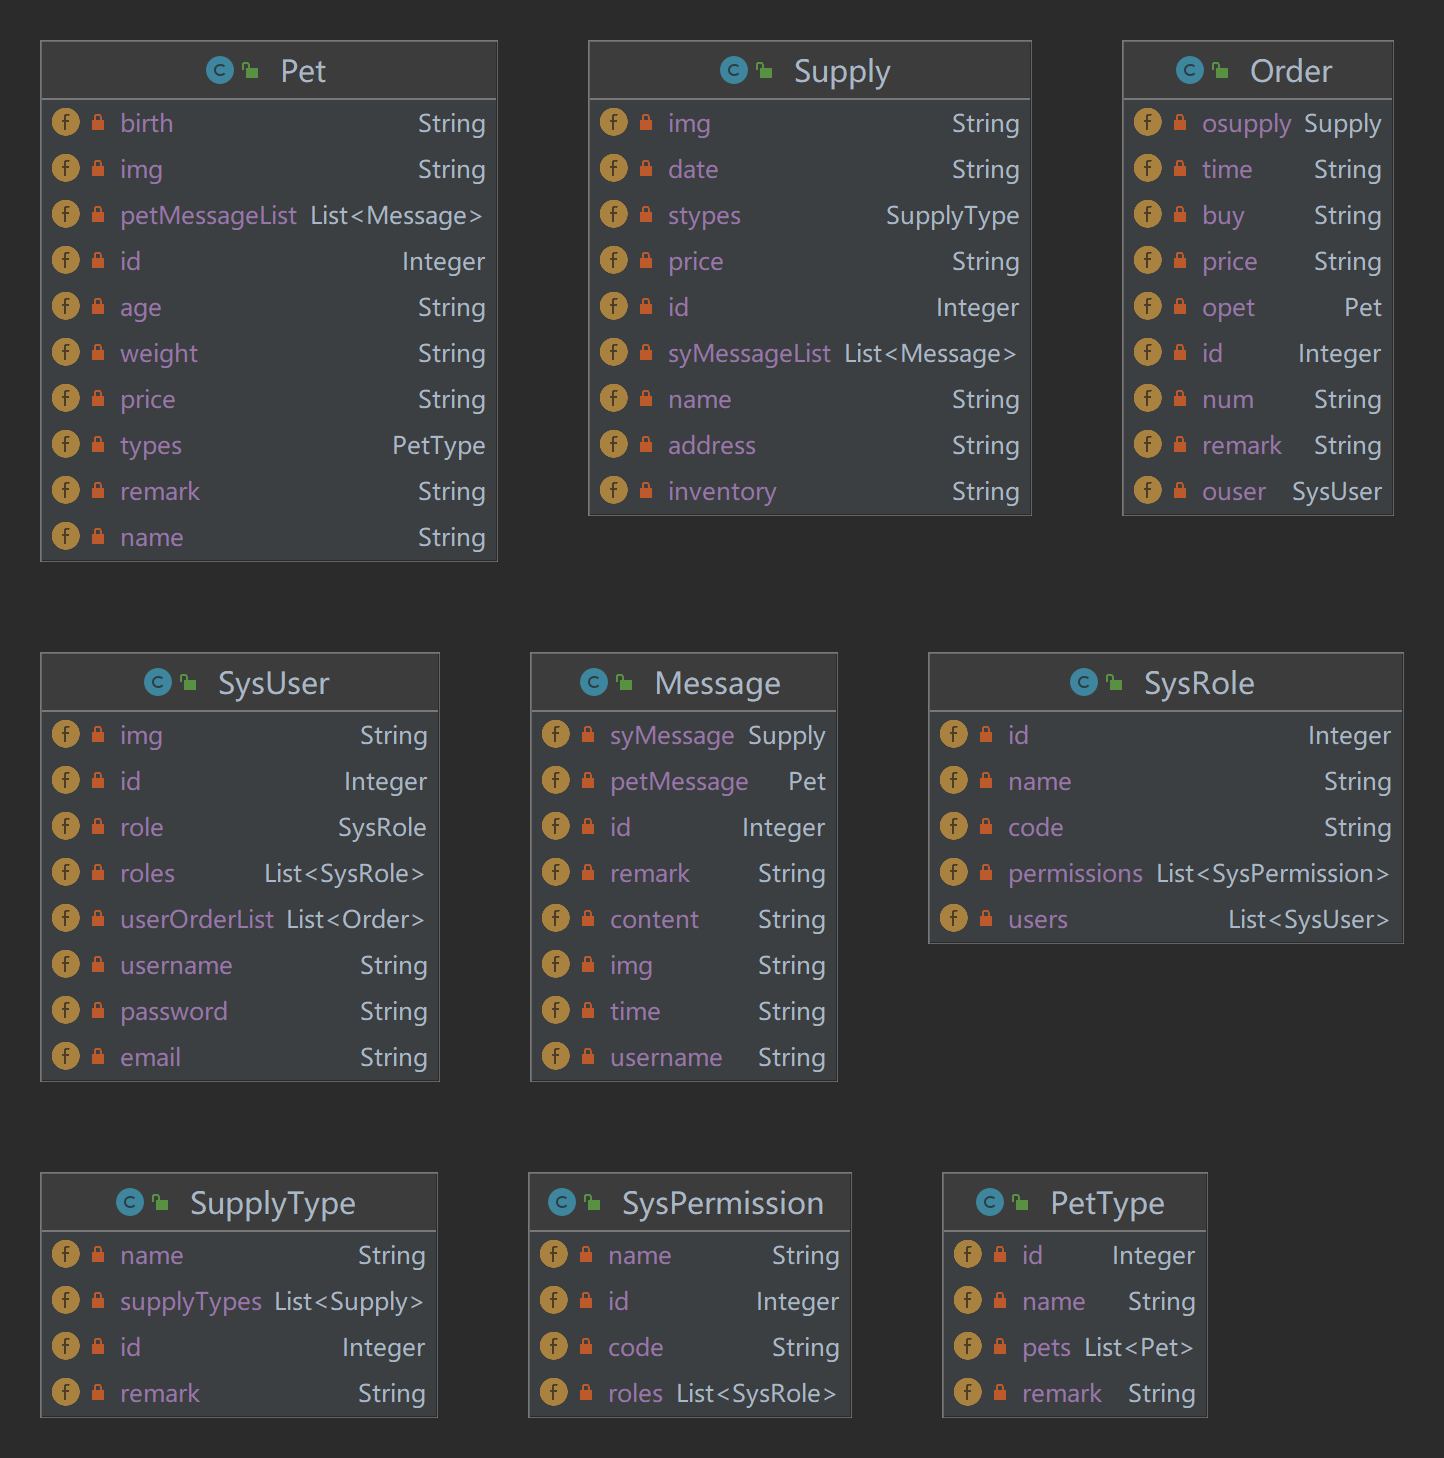 Pet
birth String
img String
petMessageList List<Message>
id Integer
age String
weight String
price String
types PetType
remark String
name String
Supply
img String
date String
stypes SupplyType
price String
id Integer
syMessageList List<Message>
name String
address String
inventory String
Order
osupply Supply
time String
buy String
price String
opet Pet
id Integer
num String
remark String
ouser SysUser
SysUser
img String
id Integer
role SysRole
roles List<SysRole>
userOrderList List<Order>
username String
password String
email String
Message
syMessage Supply
petMessage Pet
id Integer
remark String
content String
img String
time String
username String
SysRole
id Integer
name String
code String
permissions List<SysPermission>
users List<SysUser>
SupplyType
name String
supplyTypes List<Supply>
id Integer
remark String
SysPermission
name String
id Integer
code String
roles List<SysRole>
PetType
id Integer
name String
pets List<Pet>
remark String